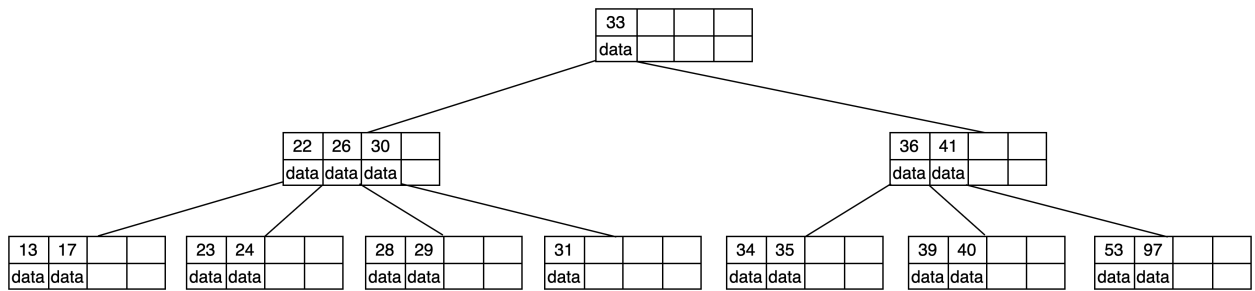 33
data
22 26 30
data data data
36 41
data data
13 17
data data
23 24
data data
28 29
data data
31
data
34 35
data data
39 40
data data
53 97
data data